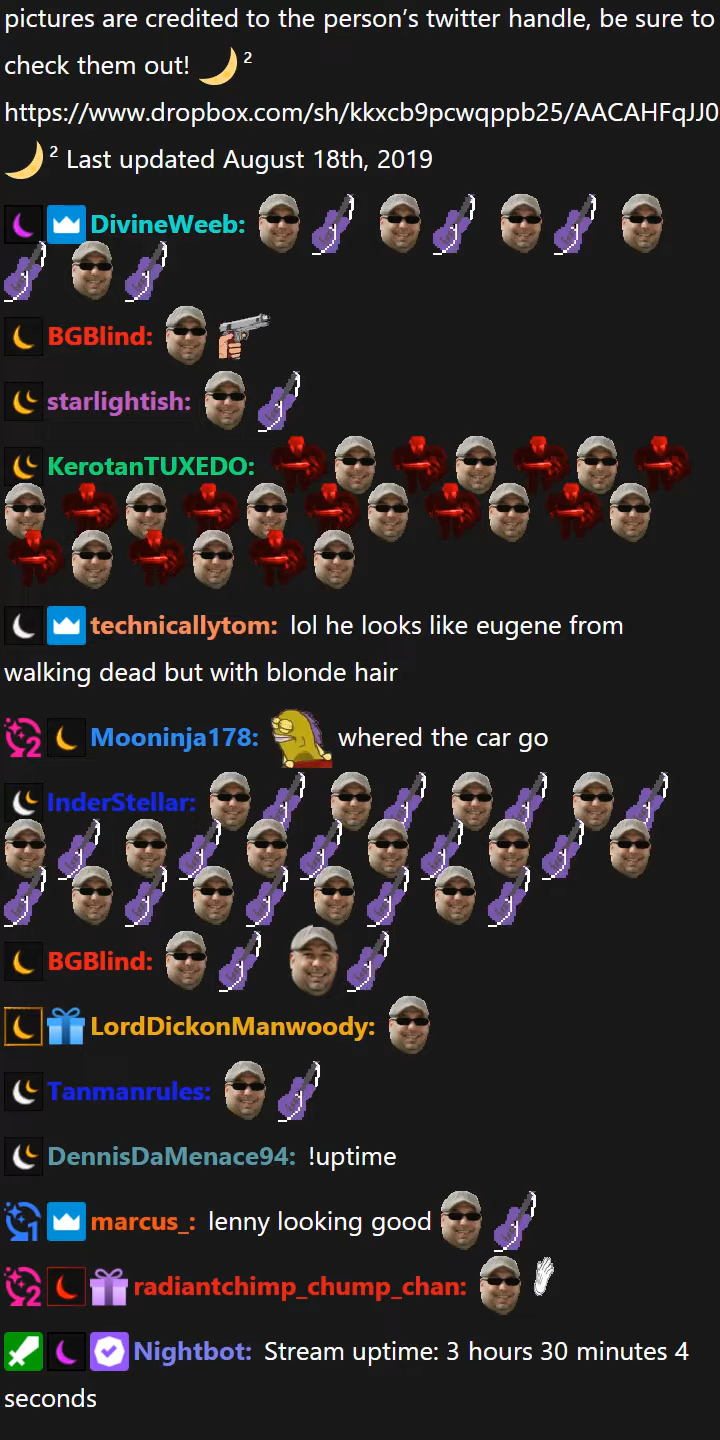 pictures are credited to the person’s twitter handle, be sure to
check them out! 2
https://www.dropbox.com/sh/kkxcb9pcwqppb25/AACAHFqJJ0
2 Last updated August 18th, 2019
DivineWeeb:
BGBlind:
starlightish:
KerotanTUXEDO:
technicallytom: lol he looks like eugene from
walking dead but with blonde hair
2 Mooninja178: whered the car go
InderStellar:
BGBlind:
LordDickonManwoody:
Tanmanrules:
DennisDaMenace94: !uptime
1 marcus_: lenny looking good
2 radiantchimp_chump_chan:
Nightbot: Stream uptime: 3 hours 30 minutes 4
seconds